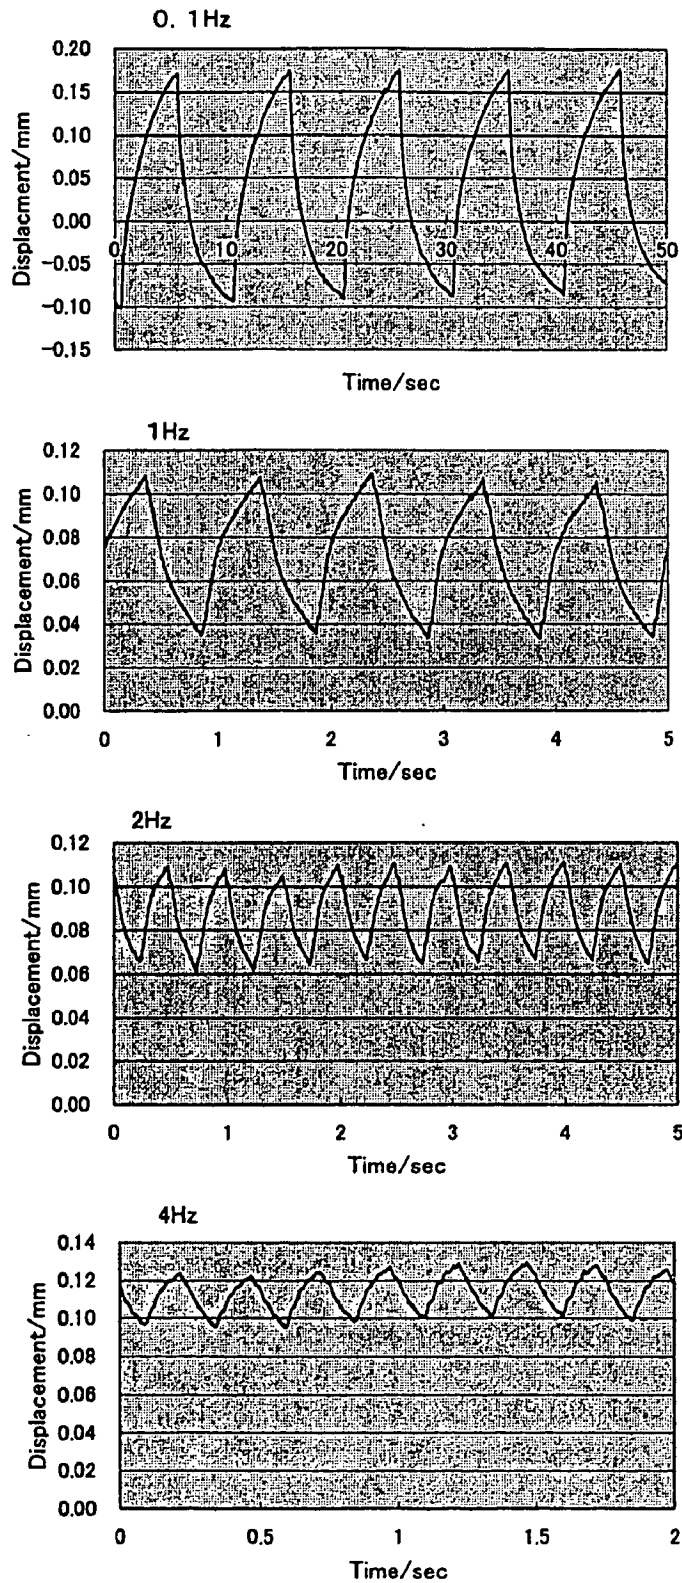 0. 1Hz
0.20
0.15
0.10
0.05
0.00
-0.05
-0.10
-0.15
0 10 20 30 40 50
Displacment/mm
Time/sec
1Hz
0.12
0.10
0.08
0.06
0.04
0.02
0.00
0 1 2 3 4 5
Displacement/mm
Time/sec
2Hz
0.12
0.10
0.08
0.06
0.04
0.02
0.00
0 1 2 3 4 5
Displacement/mm
Time/sec
4Hz
0.14
0.12
0.10
0.08
0.06
0.04
0.02
0.00
0 0.5 1 1.5 2
Displacement/mm
Time/sec